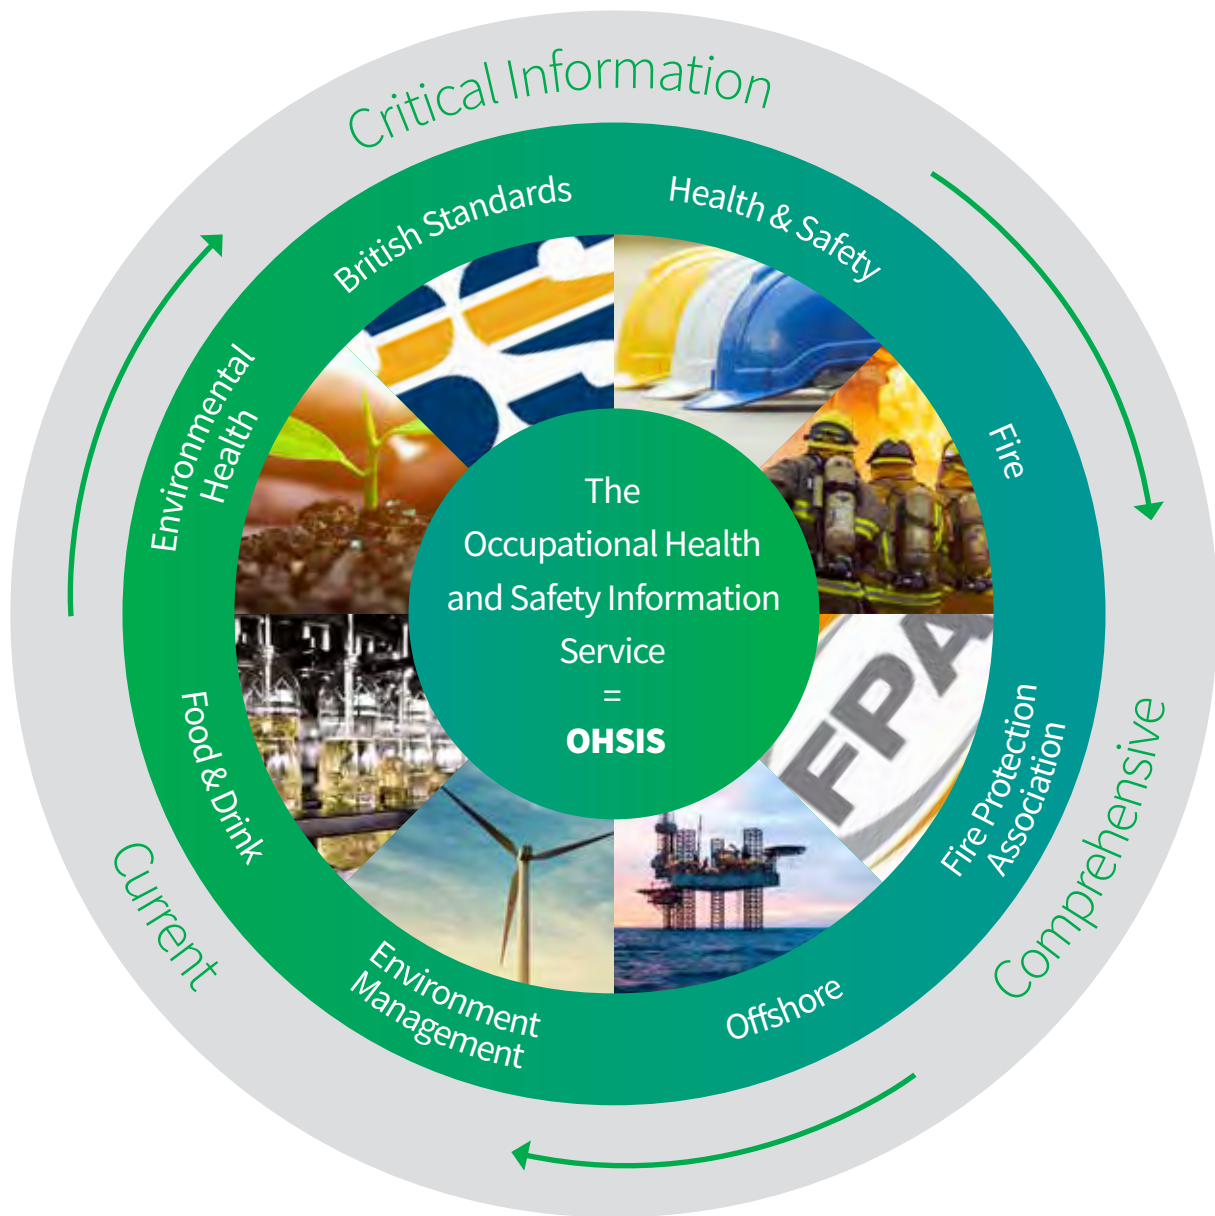 Critical Information
British Standards
Health & Safety
Fire
Fire Protection
Association
Offshore
Environment
Management
Food & Drink
Environmental
Health
Comprehensive
Current
The
Occupational Health
and Safety Information
Service
=
OHSIS
FPA